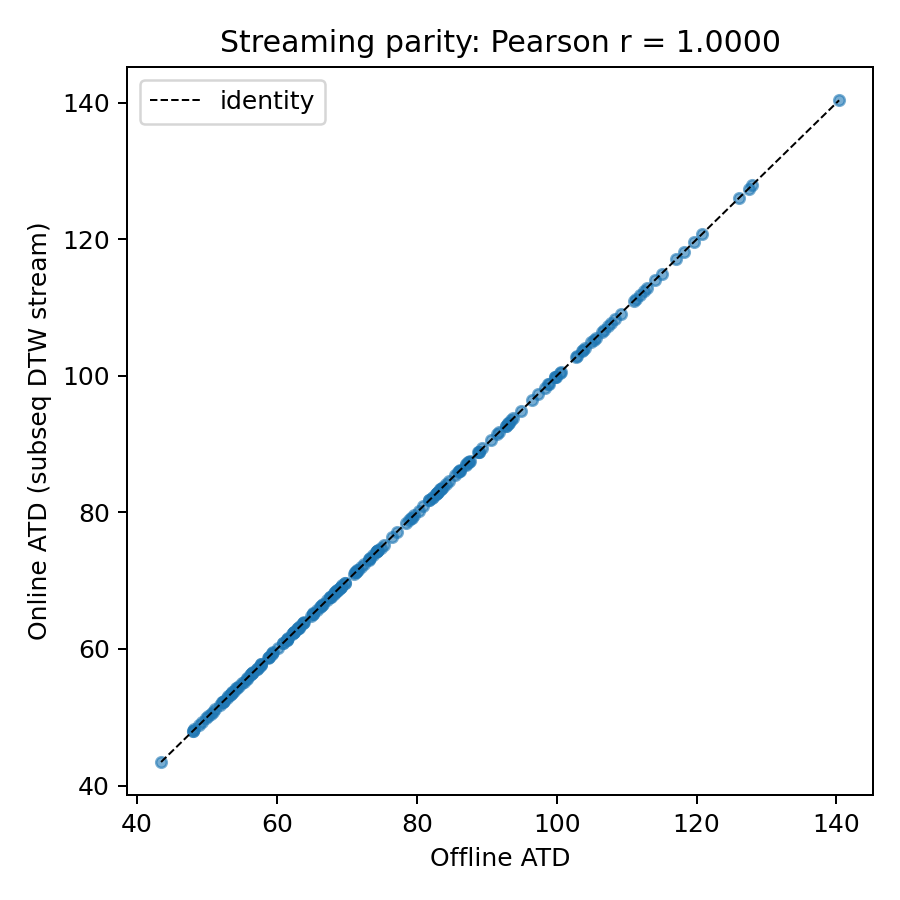 Streaming parity: Pearson r = 1.0000
identity
140
120
100
80
60
40
Online ATD (subseq DTW stream)
40 60 80 100 120 140
Offline ATD